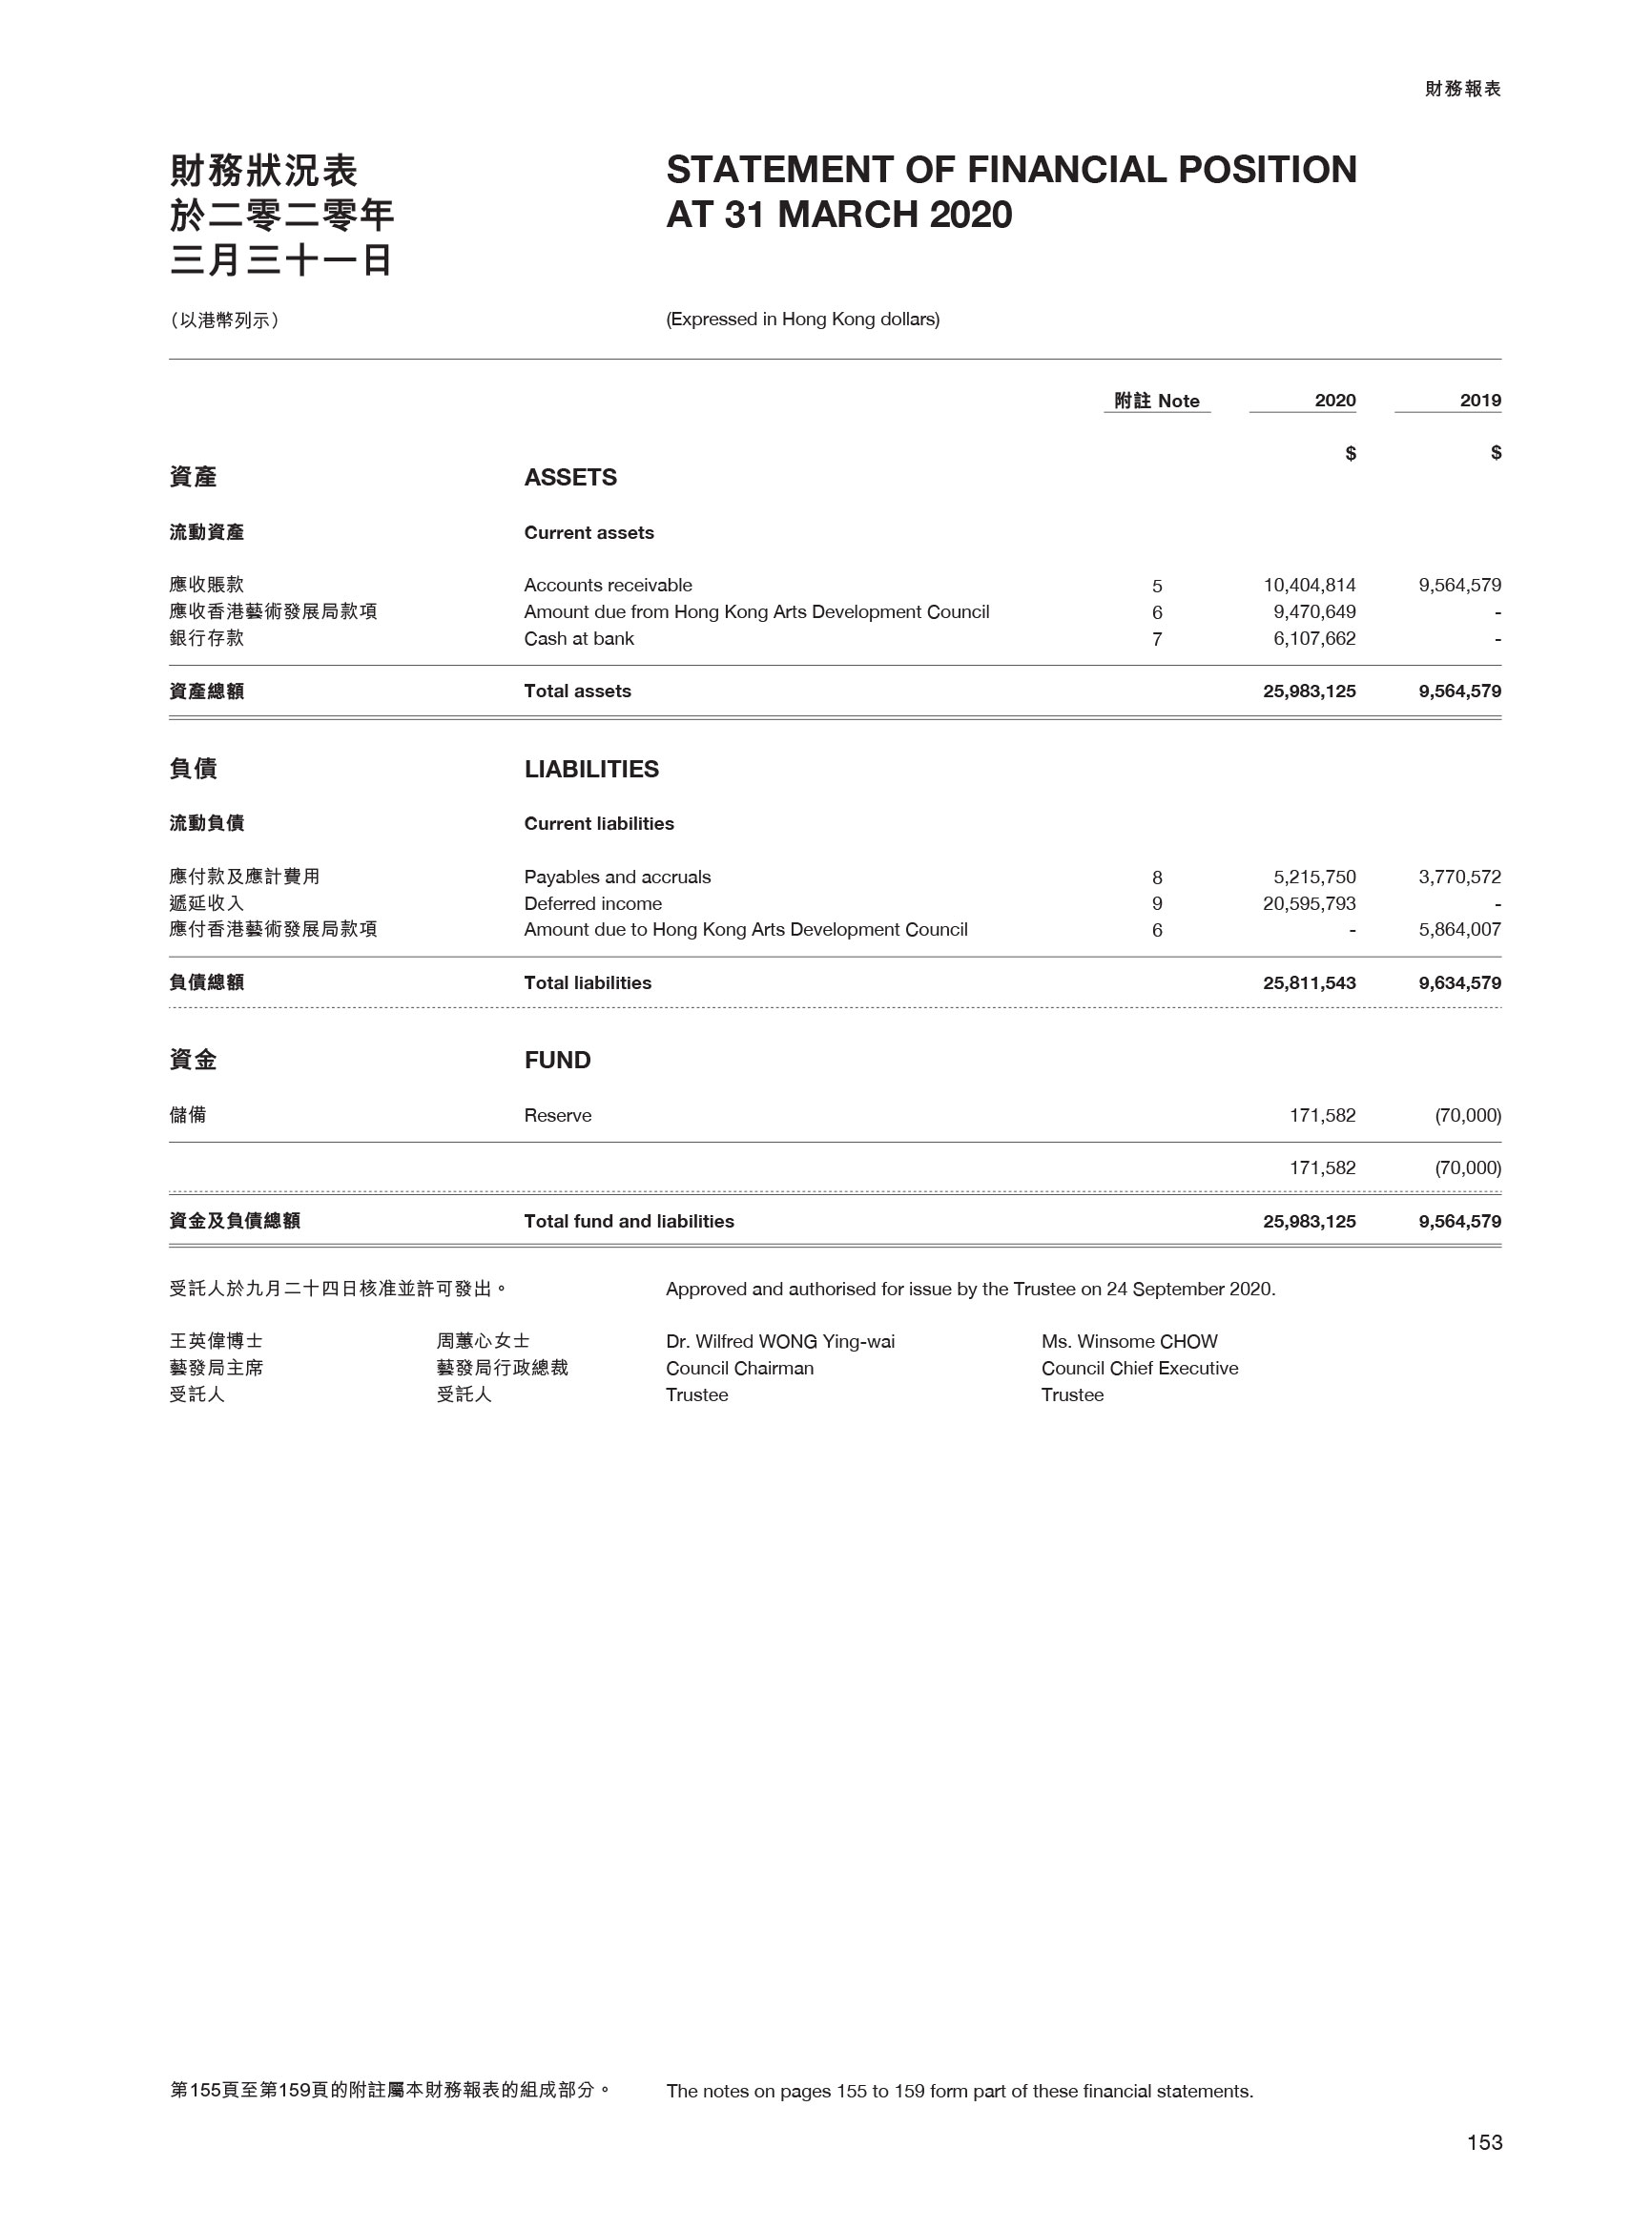 財務報表
財務狀況表
於二零二零年
三月三十一日
STATEMENT OF FINANCIAL POSITION
AT 31 MARCH 2020
（以港幣列示）
(Expressed in Hong Kong dollars)
附註 Note 2020 2019
$ $
資產 ASSETS
流動資產 Current assets
應收賬款 Accounts receivable 5 10,404,814 9,564,579
應收香港藝術發展局款項 Amount due from Hong Kong Arts Development Council 6 9,470,649 -
銀行存款 Cash at bank 7 6,107,662 -
資產總額 Total assets 25,983,125 9,564,579
負債 LIABILITIES
流動負債 Current liabilities
應付款及應計費用 Payables and accruals 8 5,215,750 3,770,572
遞延收入 Deferred income 9 20,595,793 -
應付香港藝術發展局款項 Amount due to Hong Kong Arts Development Council 6 - 5,864,007
負債總額 Total liabilities 25,811,543 9,634,579
資金 FUND
儲備 Reserve 171,582 (70,000)
171,582 (70,000)
資金及負債總額 Total fund and liabilities 25,983,125 9,564,579
受託人於九月二十四日核准並許可發出。 Approved and authorised for issue by the Trustee on 24 September 2020.
王英偉博士 周蕙心女士 Dr. Wilfred WONG Ying-wai Ms. Winsome CHOW
藝發局主席 藝發局行政總裁 Council Chairman Council Chief Executive
受託人 受託人 Trustee Trustee
第155頁至第159頁的附註屬本財務報表的組成部分。 The notes on pages 155 to 159 form part of these financial statements.
153